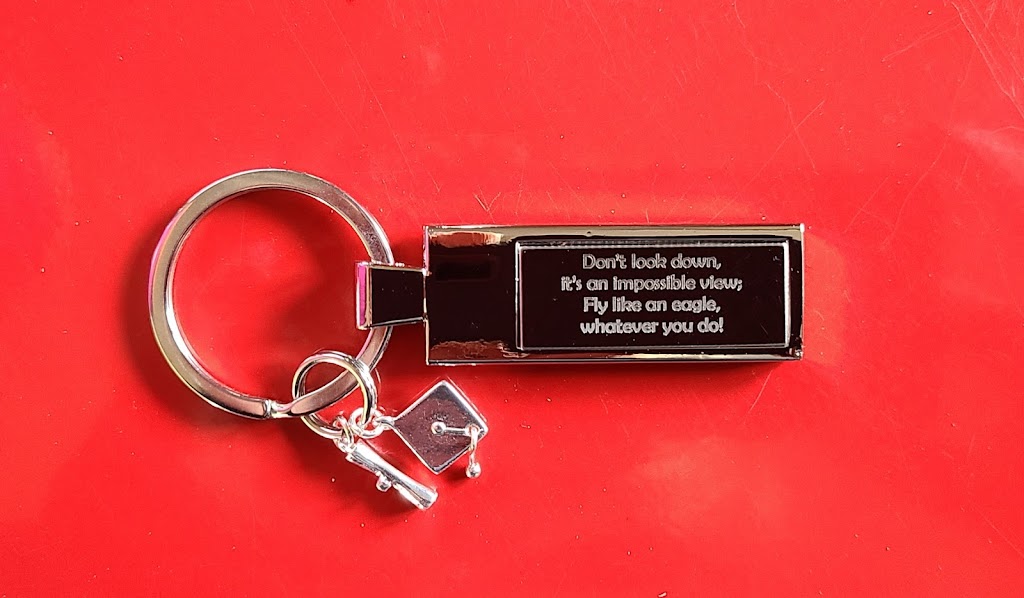 Don't look down,
it's an impossible view;
Fly like an eagle,
whatever you do!